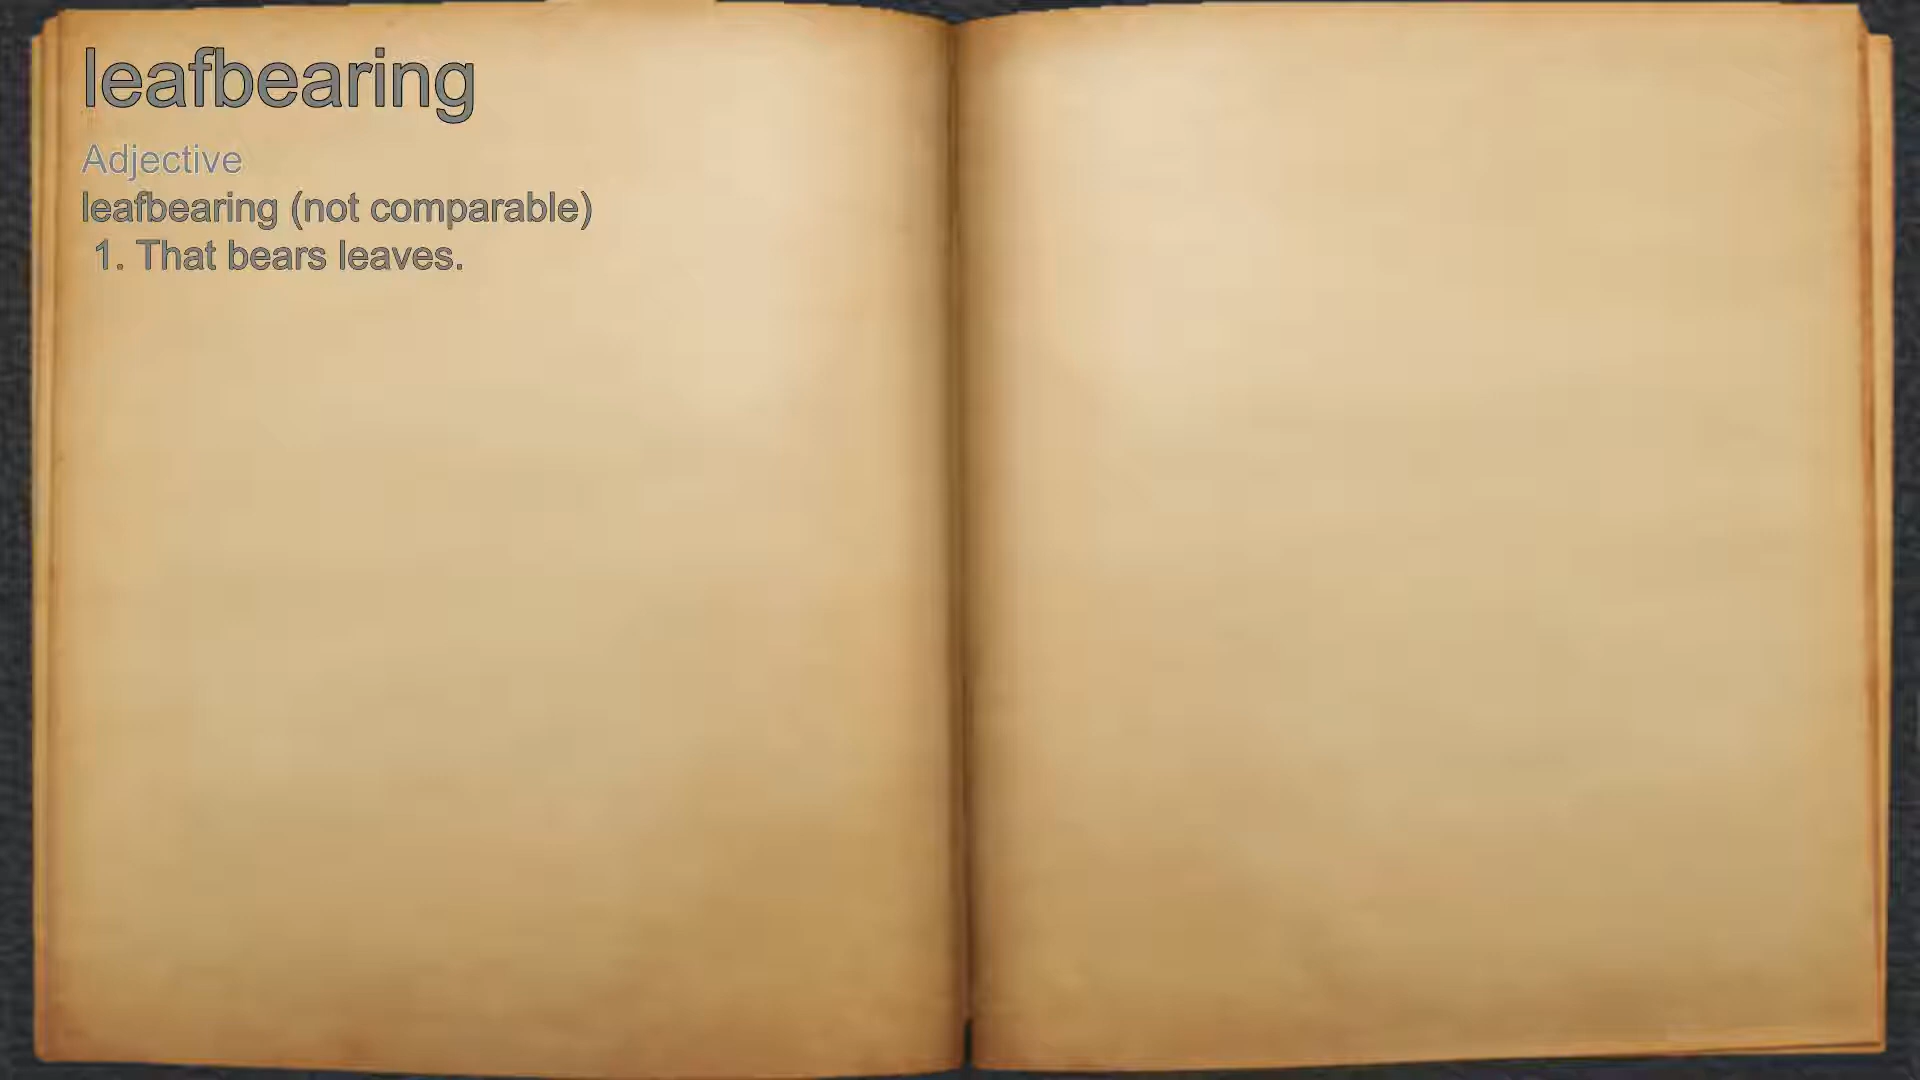 leafbearing
Adjective
leafbearing (not comparable)
1. That bears leaves.